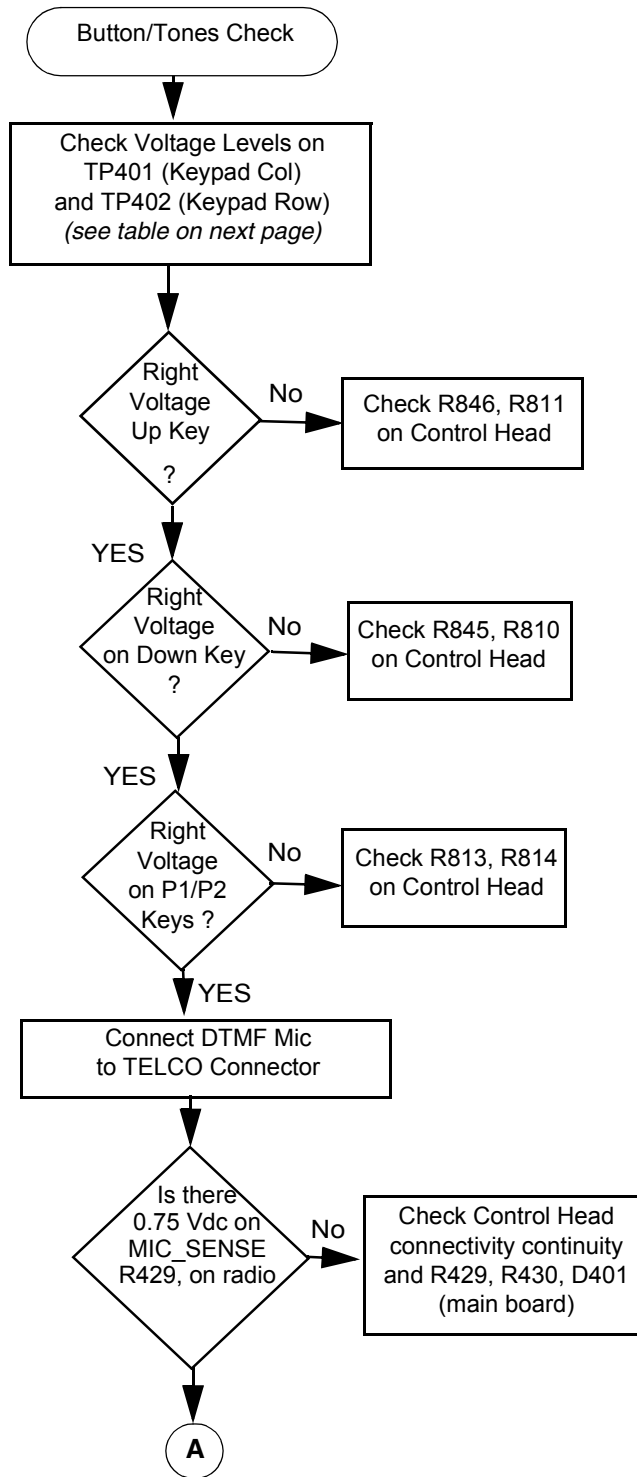 Button/Tones Check
Check Voltage Levels on
TP401 (Keypad Col)
and TP402 (Keypad Row)
(see table on next page)
Right
Voltage
Up Key
?
No
Check R846, R811
on Control Head
YES
Right
Voltage
on Down Key
?
No
Check R845, R810
on Control Head
YES
Right
Voltage
on P1/P2
Keys ?
No
Check R813, R814
on Control Head
YES
Connect DTMF Mic
to TELCO Connector
Is there
0.75 Vdc on
MIC_SENSE
R429, on radio
No
Check Control Head
connectivity continuity
and R429, R430, D401
(main board)
A